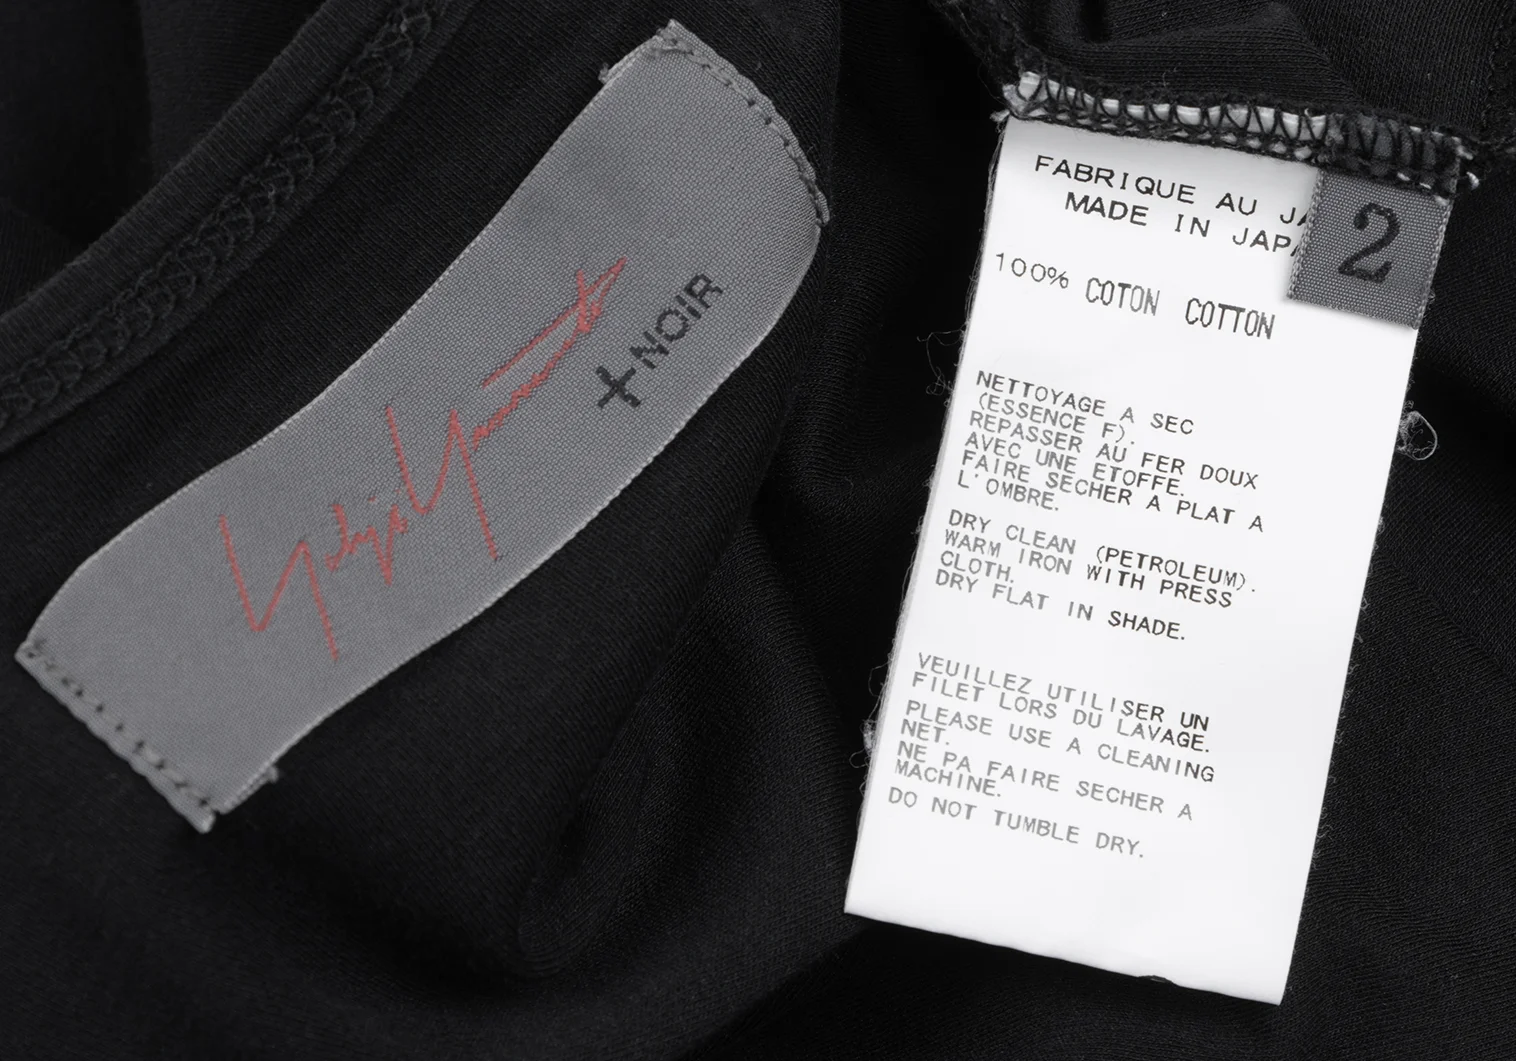 Yohji Yamamoto
+NOIR
FABRIQUE AU JA
MADE IN JAPA
2
100% COTON COTTON
NETTOYAGE A SEC
(ESSENCE F).
REPASSER AU FER DOUX
AVEC UNE ETOFFE.
FAIRE SECHER A PLAT A
L'OMBRE.
DRY CLEAN (PETROLEUM).
WARM IRON WITH PRESS
CLOTH.
DRY FLAT IN SHADE.
VEUILLEZ UTILISER UN
FILET LORS DU LAVAGE.
PLEASE USE A CLEANING
NET.
NE PA FAIRE SECHER A
MACHINE.
DO NOT TUMBLE DRY.